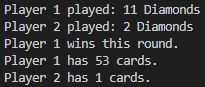 Player 1 played: 11 Diamonds
Player 2 played: 2 Diamonds
Player 1 wins this round.
Player 1 has 53 cards.
Player 2 has 1 cards.